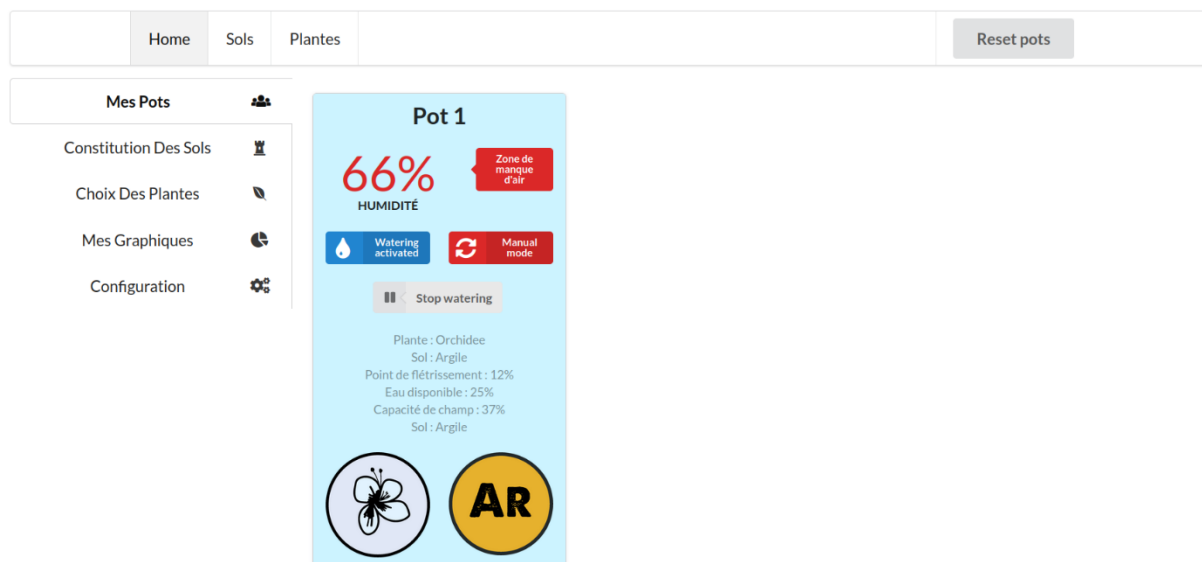 Home
Sols
Plantes
Reset pots
Mes Pots
Constitution Des Sols
Choix Des Plantes
Mes Graphiques
Configuration
Pot 1
66%
HUMIDITÉ
Zone de
manque
d'air
Watering
activated
Manual
mode
Stop watering
Plante : Orchidee
Sol : Argile
Point de flétrissement : 12%
Eau disponible : 25%
Capacité de champ : 37%
Sol : Argile
AR